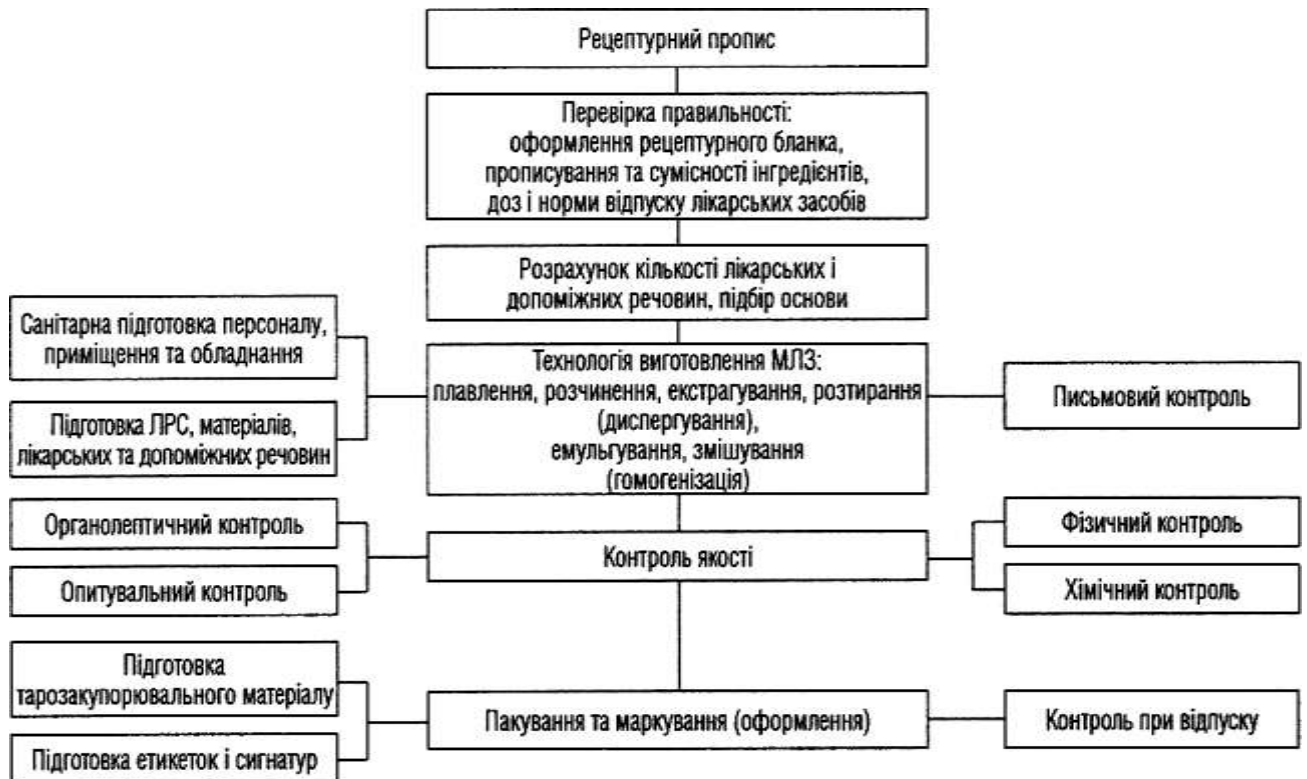 Рецептурний пропис
Перевірка правильності:
оформлення рецептурного бланка,
прописування та сумісності інгредієнтів,
доз і норми відпуску лікарських засобів
Розрахунок кількості лікарських і
допоміжних речовин, підбір основи
Санітарна підготовка персоналу,
приміщення та обладнання
Підготовка ЛРС, матеріалів,
лікарських та допоміжних речовин
Технологія виготовлення МЛЗ:
плавлення, розчинення, екстрагування, розтирання
(диспергування),
емульгування, змішування
(гомогенізація)
Письмовий контроль
Органолептичний контроль
Опитувальний контроль
Контроль якості
Фізичний контроль
Хімічний контроль
Підготовка
тарозакупорювального матеріалу
Підготовка етикеток і сигнатур
Пакування та маркування (оформлення)
Контроль при відпуску